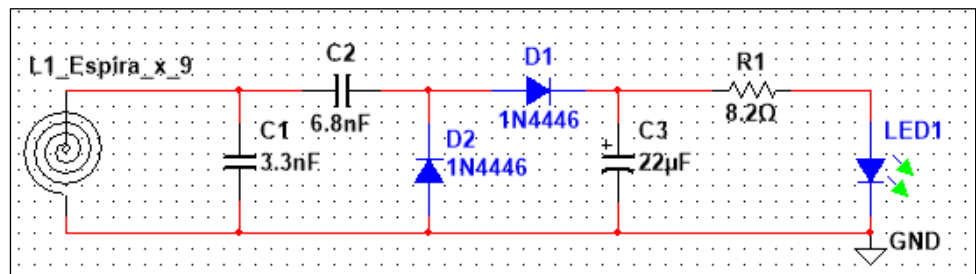 L1_Espira_x_9
C1
3.3nF
C2
6.8nF
D2
1N4446
D1
1N4446
C3
+
22µF
R1
8.2Ω
LED1
GND